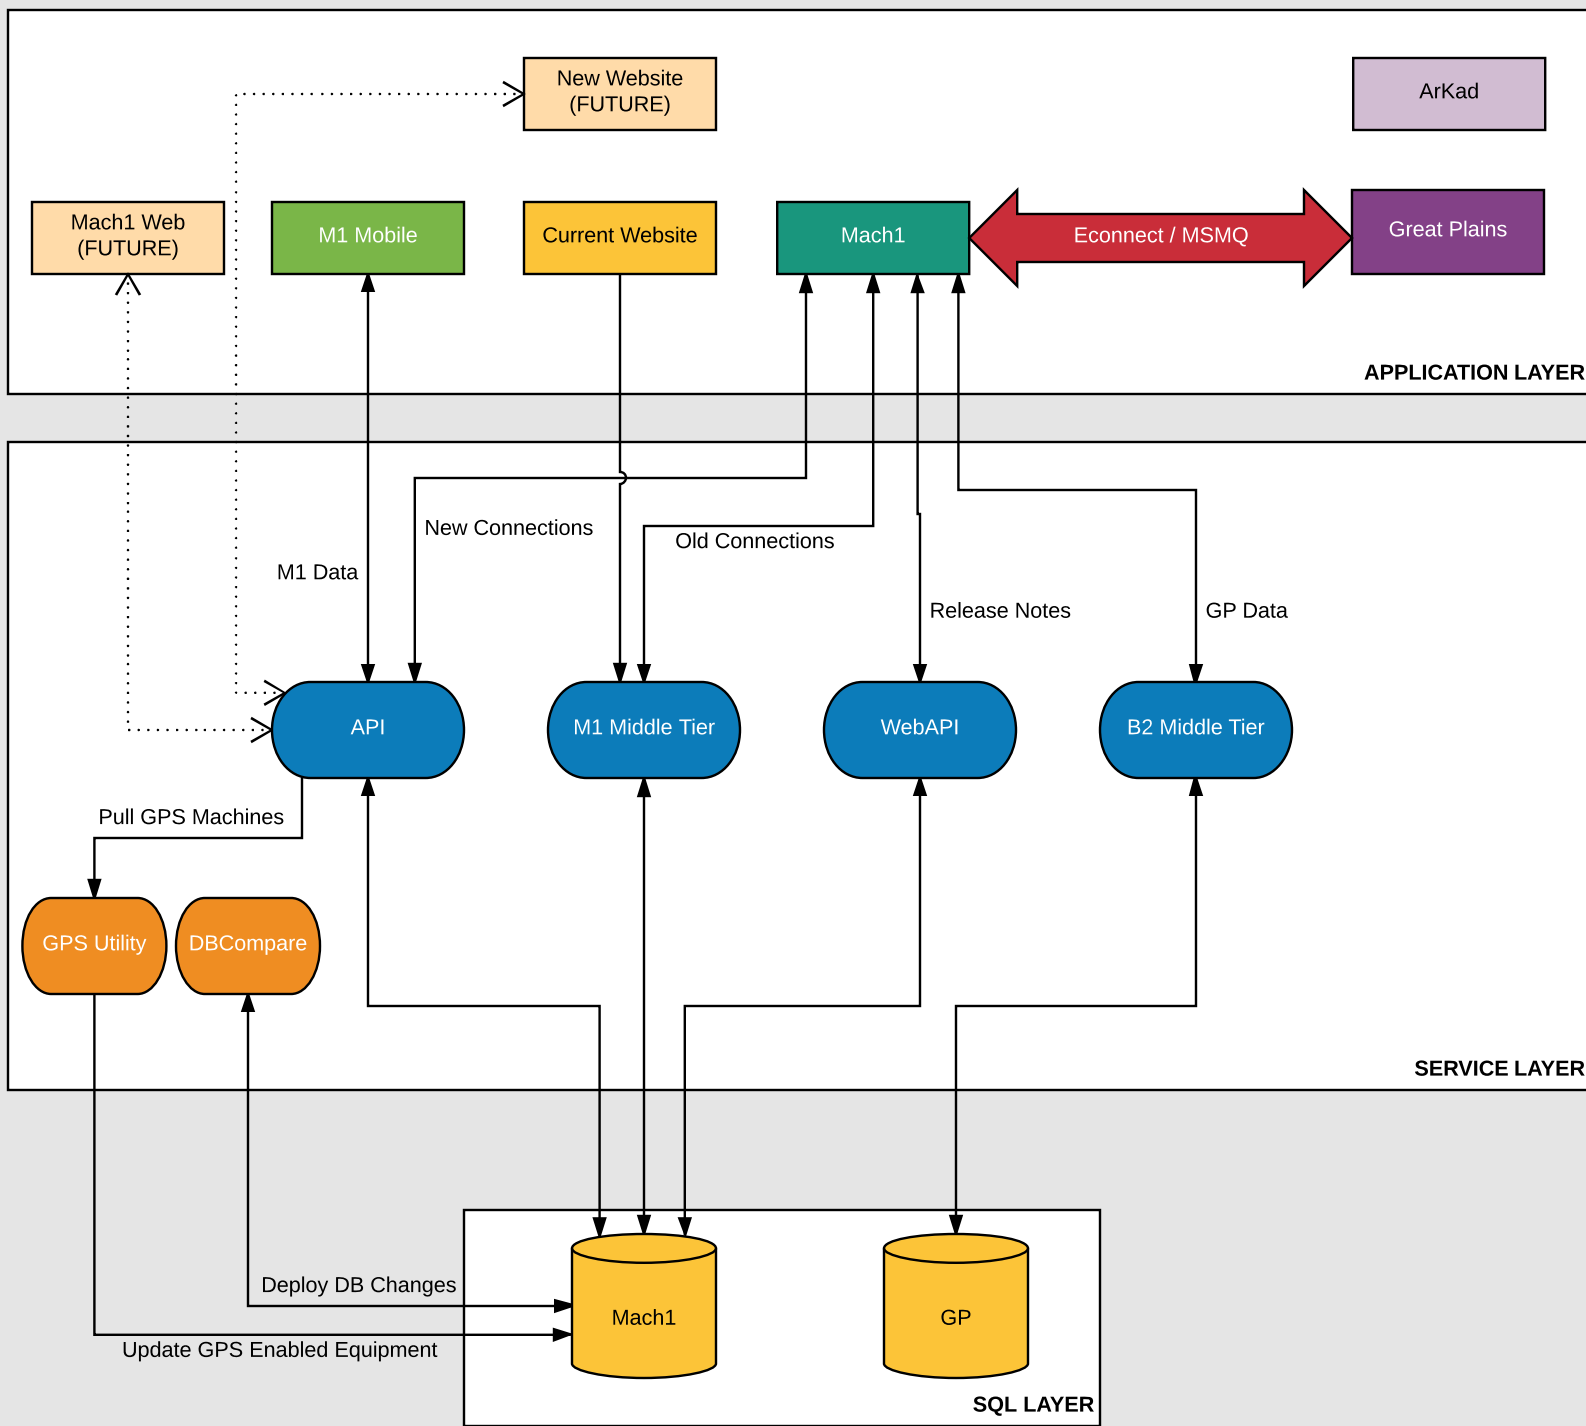 New Website
(FUTURE)
ArKad
Mach1 Web
(FUTURE)
M1 Mobile
Current Website
Mach1
Econnect / MSMQ
Great Plains
APPLICATION LAYER
New Connections
Old Connections
M1 Data
Release Notes
GP Data
API
M1 Middle Tier
WebAPI
B2 Middle Tier
Pull GPS Machines
GPS Utility
DBCompare
SERVICE LAYER
Deploy DB Changes
Mach1
GP
Update GPS Enabled Equipment
SQL LAYER